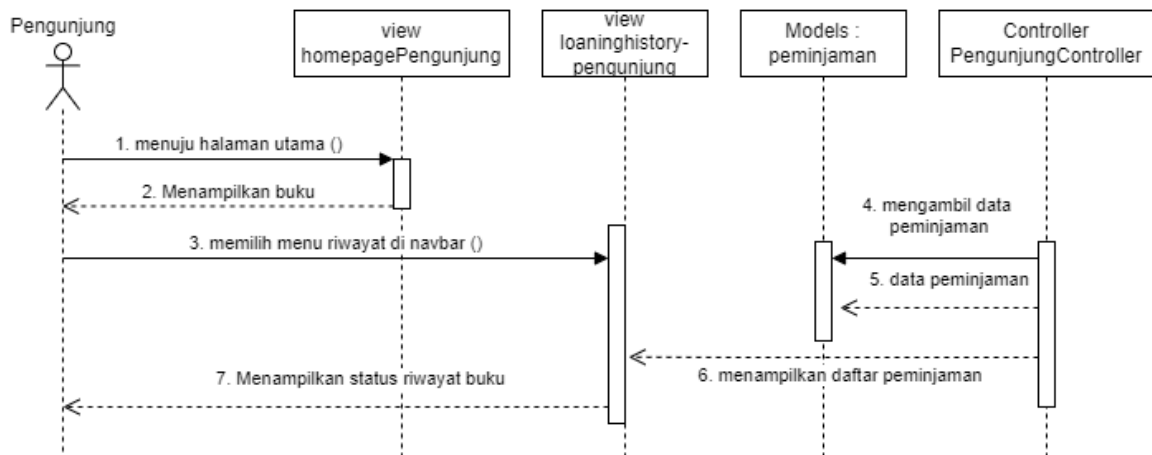 Pengunjung
view
homepagePengunjung
view
loaninghistory-
pengunjung
Models :
peminjaman
Controller
PengunjungController
1. menuju halaman utama ()
2. Menampilkan buku
3. memilih menu riwayat di navbar ()
4. mengambil data
peminjaman
5. data peminjaman
6. menampilkan daftar peminjaman
7. Menampilkan status riwayat buku